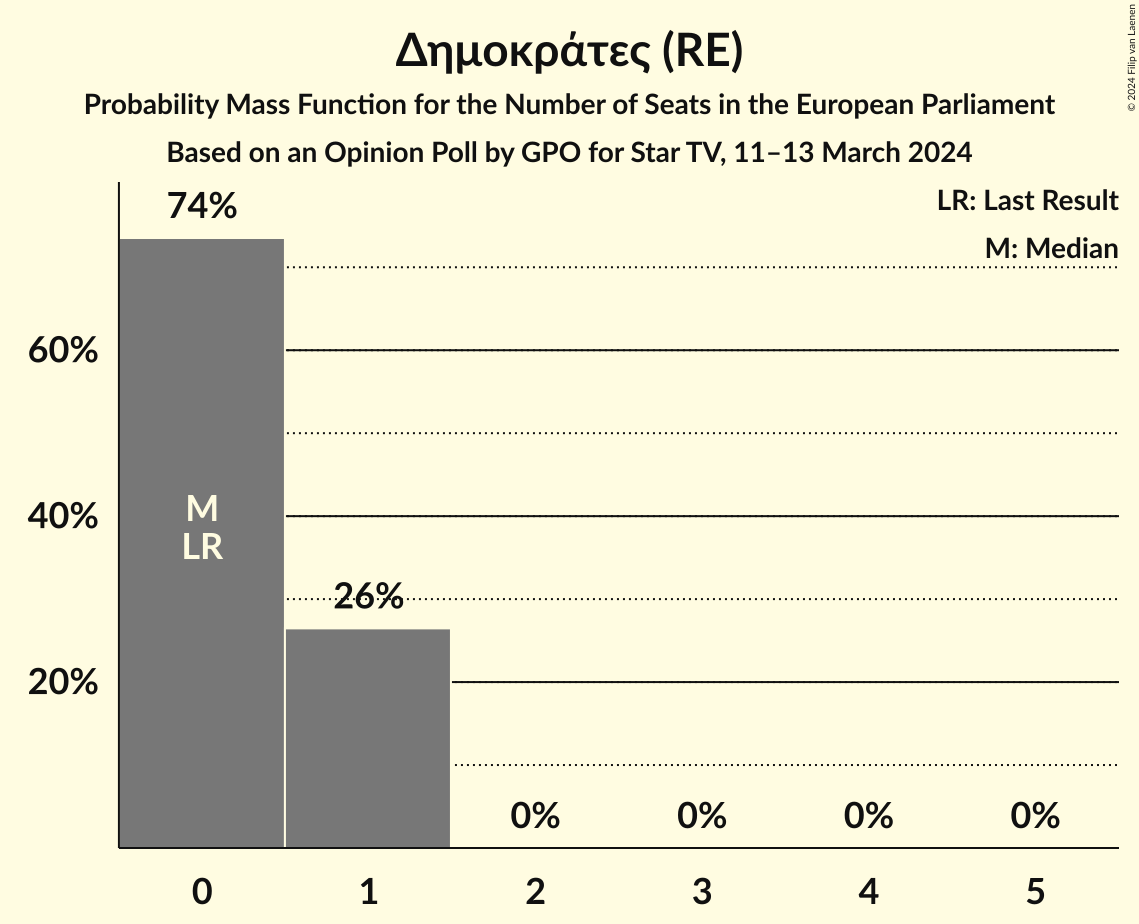 Δημοκράτες (RE)
Probability Mass Function for the Number of Seats in the European Parliament
Based on an Opinion Poll by GPO for Star TV, 11–13 March 2024
© 2024 Filip van Laenen
LR: Last Result
M: Median
74%
60%
40%
20%
M
LR
26%
0%
0%
0%
0%
0
1
2
3
4
5